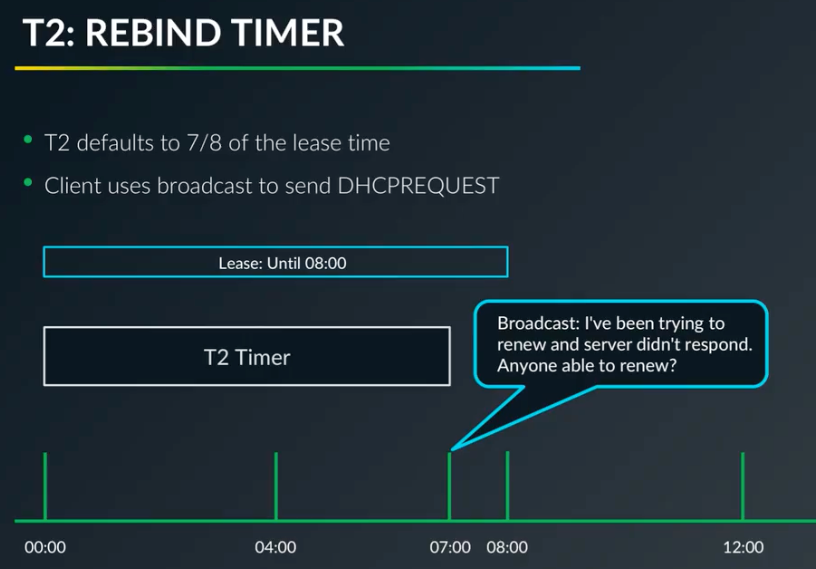 T2: REBIND TIMER
T2 defaults to 7/8 of the lease time
Client uses broadcast to send DHCPREQUEST
Lease: Until 08:00
T2 Timer
Broadcast: I've been trying to
renew and server didn't respond.
Anyone able to renew?
00:00
04:00
07:00
08:00
12:00